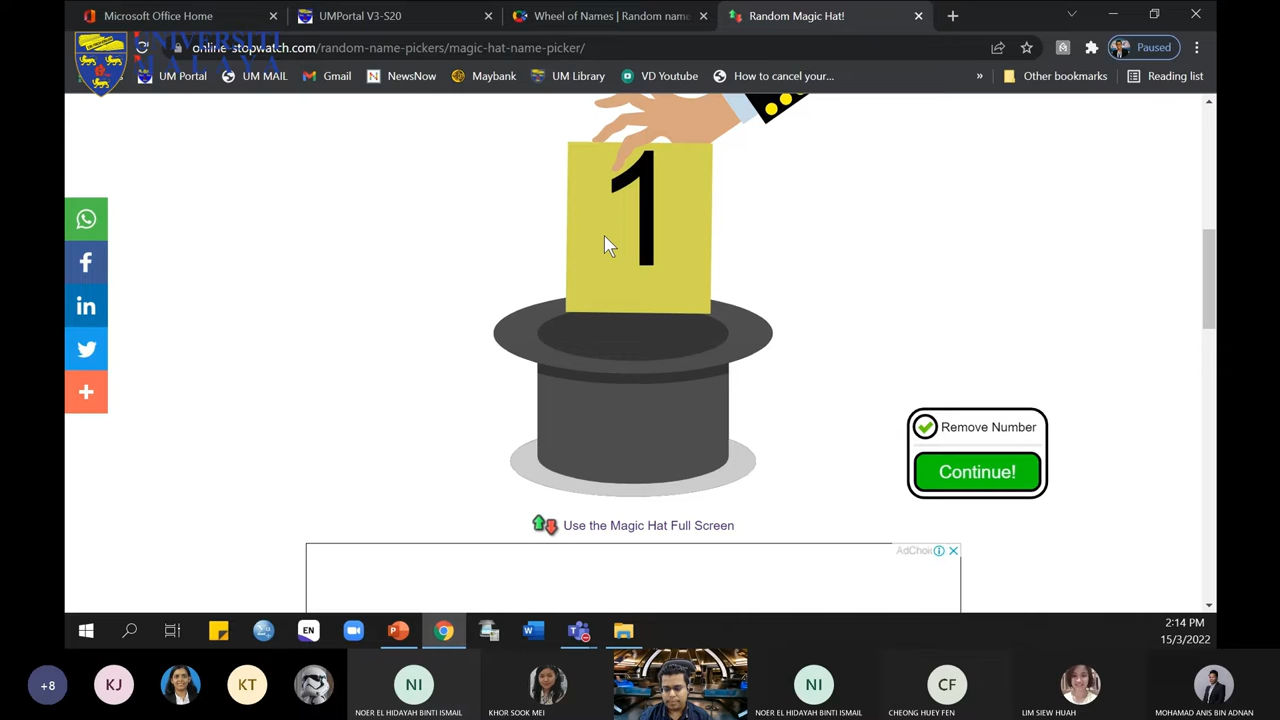 Microsoft Office Home
UMPortal V3-S20
Wheel of Names | Random name
Random Magic Hat!
UNIVERSITI
MALAYA
online-stopwatch.com/random-name-pickers/magic-hat-name-picker/
Paused
UM Portal
UM MAIL
Gmail
NewsNow
Maybank
UM Library
VD Youtube
How to cancel your...
»
Other bookmarks
Reading list
1
Remove Number
Continue!
Use the Magic Hat Full Screen
AdChoi
EN
2:14 PM
15/3/2022
+8
KJ
KT
NI
NI
CF
NOER EL HIDAYAH BINTI ISMAIL
KHOR SOOK MEI
NOER EL HIDAYAH BINTI ISMAIL
CHEONG HUEY FEN
LIM SIEW HUAH
MOHAMAD ANIS BIN ADNAN